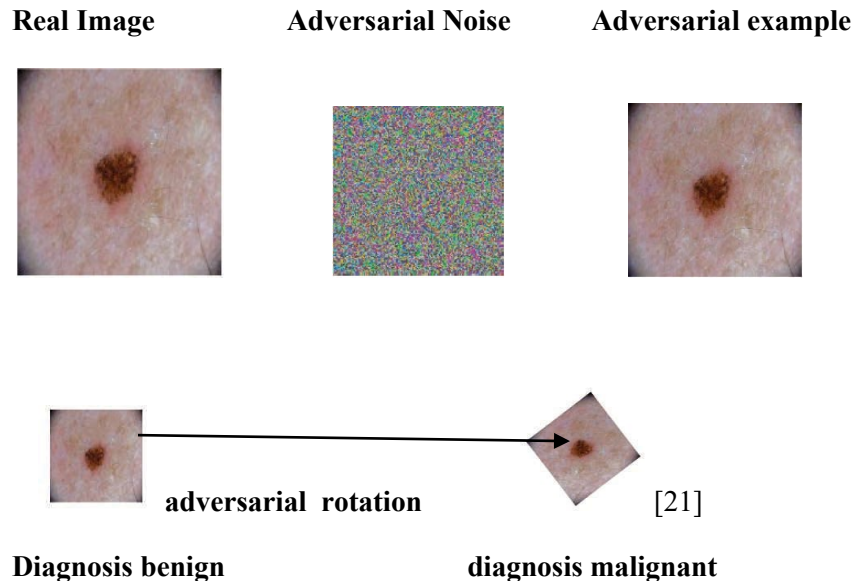 Real Image Adversarial Noise Adversarial example
adversarial rotation [21]
Diagnosis benign diagnosis malignant